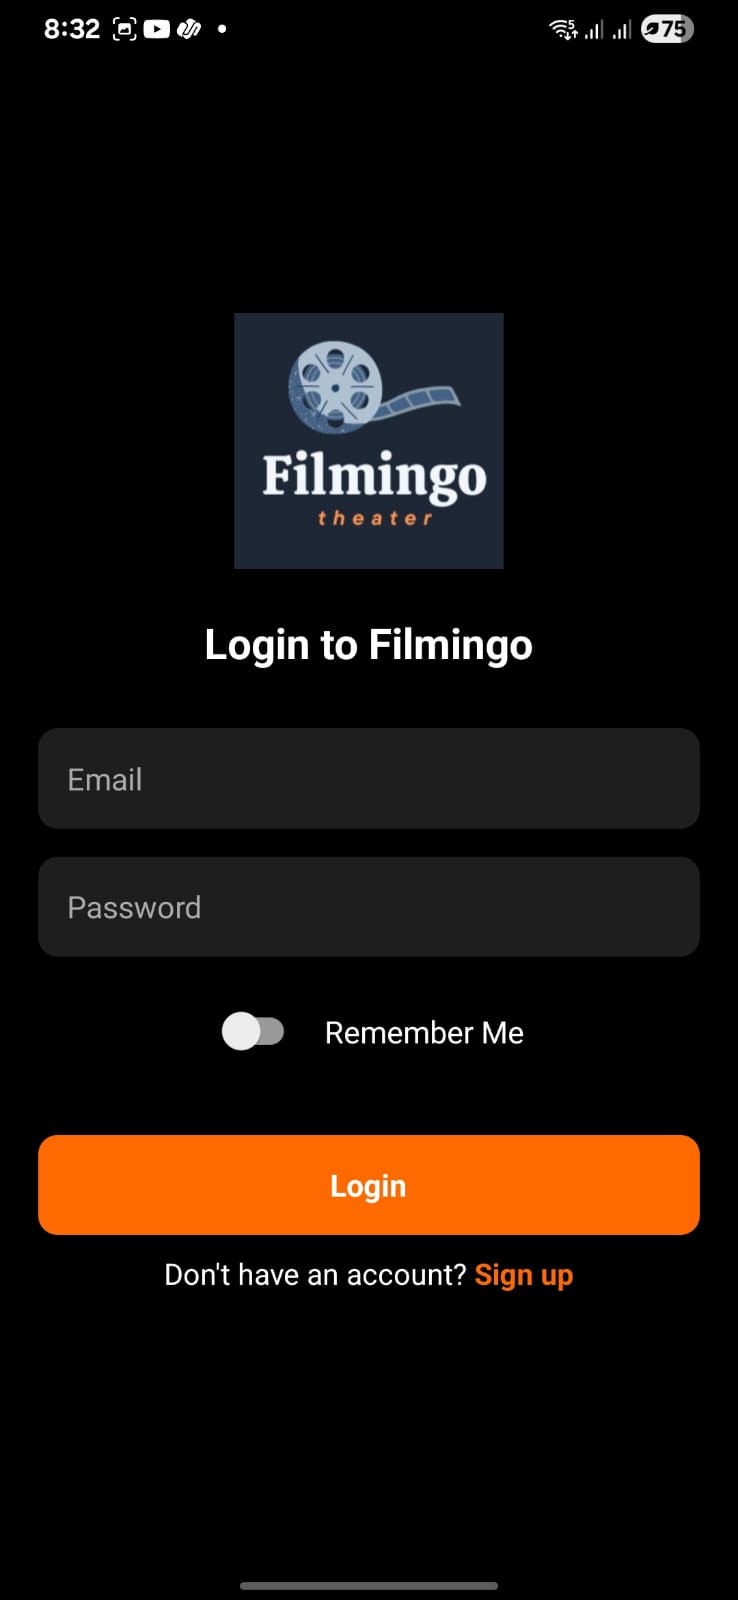 8:32
5 75
Filmingo
theater
Login to Filmingo
Email
Password
Remember Me
Login
Don't have an account? Sign up